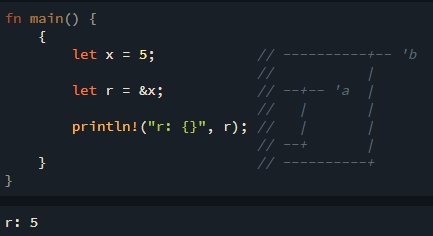 fn main() {
    {
        let x = 5;            // ----------+-- 'b
                              //           |
        let r = &x;           // --+-- 'a  |
                              //   |       |
        println!("r: {}", r); //   |       |
                              // --+       |
    }                         // ----------+
}
r: 5